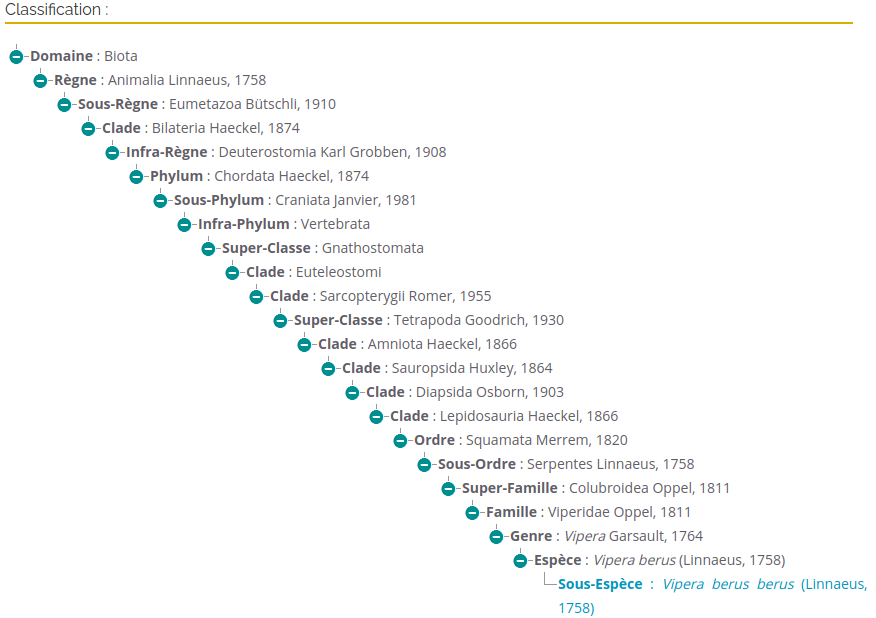 Classification :
Domaine : Biota
Règne : Animalia Linnaeus, 1758
Sous-Règne : Eumetazoa Bütschli, 1910
Clade : Bilateria Haeckel, 1874
Infra-Règne : Deuterostomia Karl Grobben, 1908
Phylum : Chordata Haeckel, 1874
Sous-Phylum : Craniata Janvier, 1981
Infra-Phylum : Vertebrata
Super-Classe : Gnathostomata
Clade : Euteleostomi
Clade : Sarcopterygii Romer, 1955
Super-Classe : Tetrapoda Goodrich, 1930
Clade : Amniota Haeckel, 1866
Clade : Sauropsida Huxley, 1864
Clade : Diapsida Osborn, 1903
Clade : Lepidosauria Haeckel, 1866
Ordre : Squamata Merrem, 1820
Sous-Ordre : Serpentes Linnaeus, 1758
Super-Famille : Colubroidea Oppel, 1811
Famille : Viperidae Oppel, 1811
Genre : Vipera Garsault, 1764
Espèce : Vipera berus (Linnaeus, 1758)
Sous-Espèce : Vipera berus berus (Linnaeus,
1758)